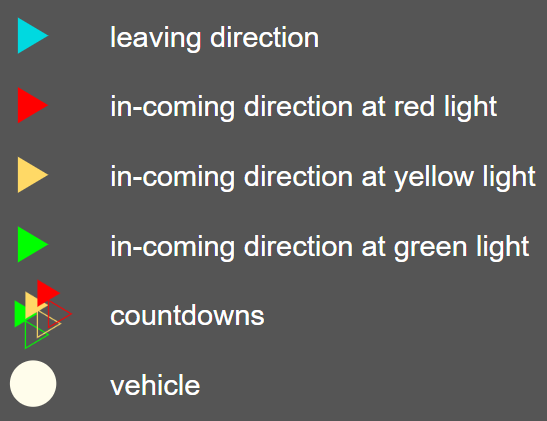 leaving direction
in-coming direction at red light
in-coming direction at yellow light
in-coming direction at green light
countdowns
vehicle